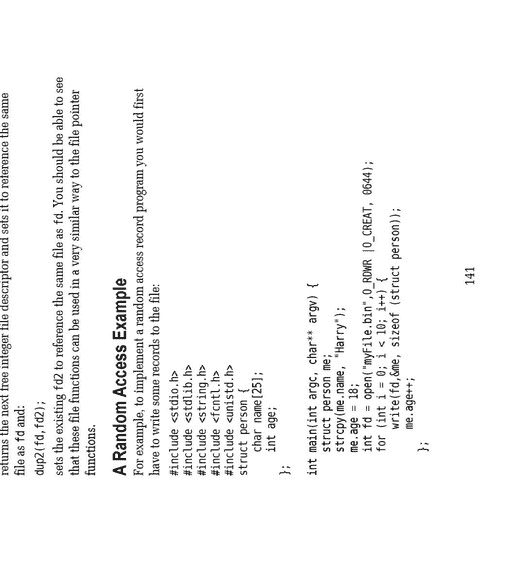 returns the next free integer file descriptor and sets it to reference the same
file as fd and:
dup2(fd,fd2);
sets the existing fd2 to reference the same file as fd. You should be able to see
that these file functions can be used in a very similar way to the file pointer
functions.
A Random Access Example
For example, to implement a random access record program you would first
have to write some records to the file:
#include <stdio.h>
#include <stdlib.h>
#include <string.h>
#include <fcntl.h>
#include <unistd.h>
struct person {
char name[25];
int age;
};
int main(int argc, char** argv) {
struct person me;
strcpy(me.name, "Harry");
me.age = 18;
int fd = open("myFile.bin",O_RDWR |O_CREAT, 0644);
for (int i = 0; i < 10; i++) {
write(fd,&me, sizeof (struct person));
me.age++;
};
141